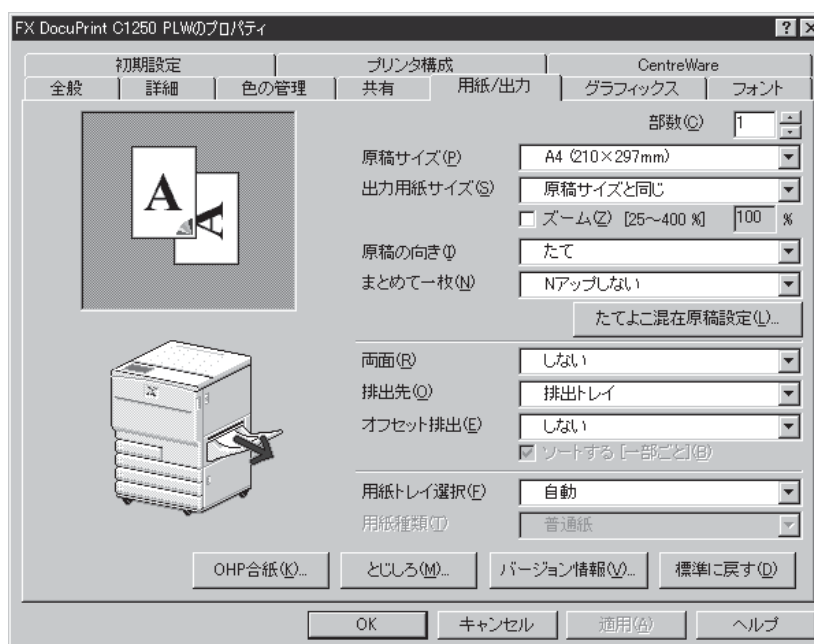 FX DocuPrint C1250 PLWのプロパティ
初期設定 プリンタ構成 CentreWare
全般 詳細 色の管理 共有 用紙/出力 グラフィックス フォント
部数(C) 1
原稿サイズ(P) A4 (210×297mm)
出力用紙サイズ(S) 原稿サイズと同じ
ズーム(Z) [25～400 %] 100 %
原稿の向き(I) たて
まとめて一枚(N) Nアップしない
たてよこ混在原稿設定(L)...
両面(R) しない
排出先(O) 排出トレイ
オフセット排出(E) しない
ソートする [一部ごと](B)
用紙トレイ選択(F) 自動
用紙種類(T) 普通紙
OHP合紙(K)... とじしろ(M)... バージョン情報(V)... 標準に戻す(D)
OK キャンセル 適用(A) ヘルプ
A
A